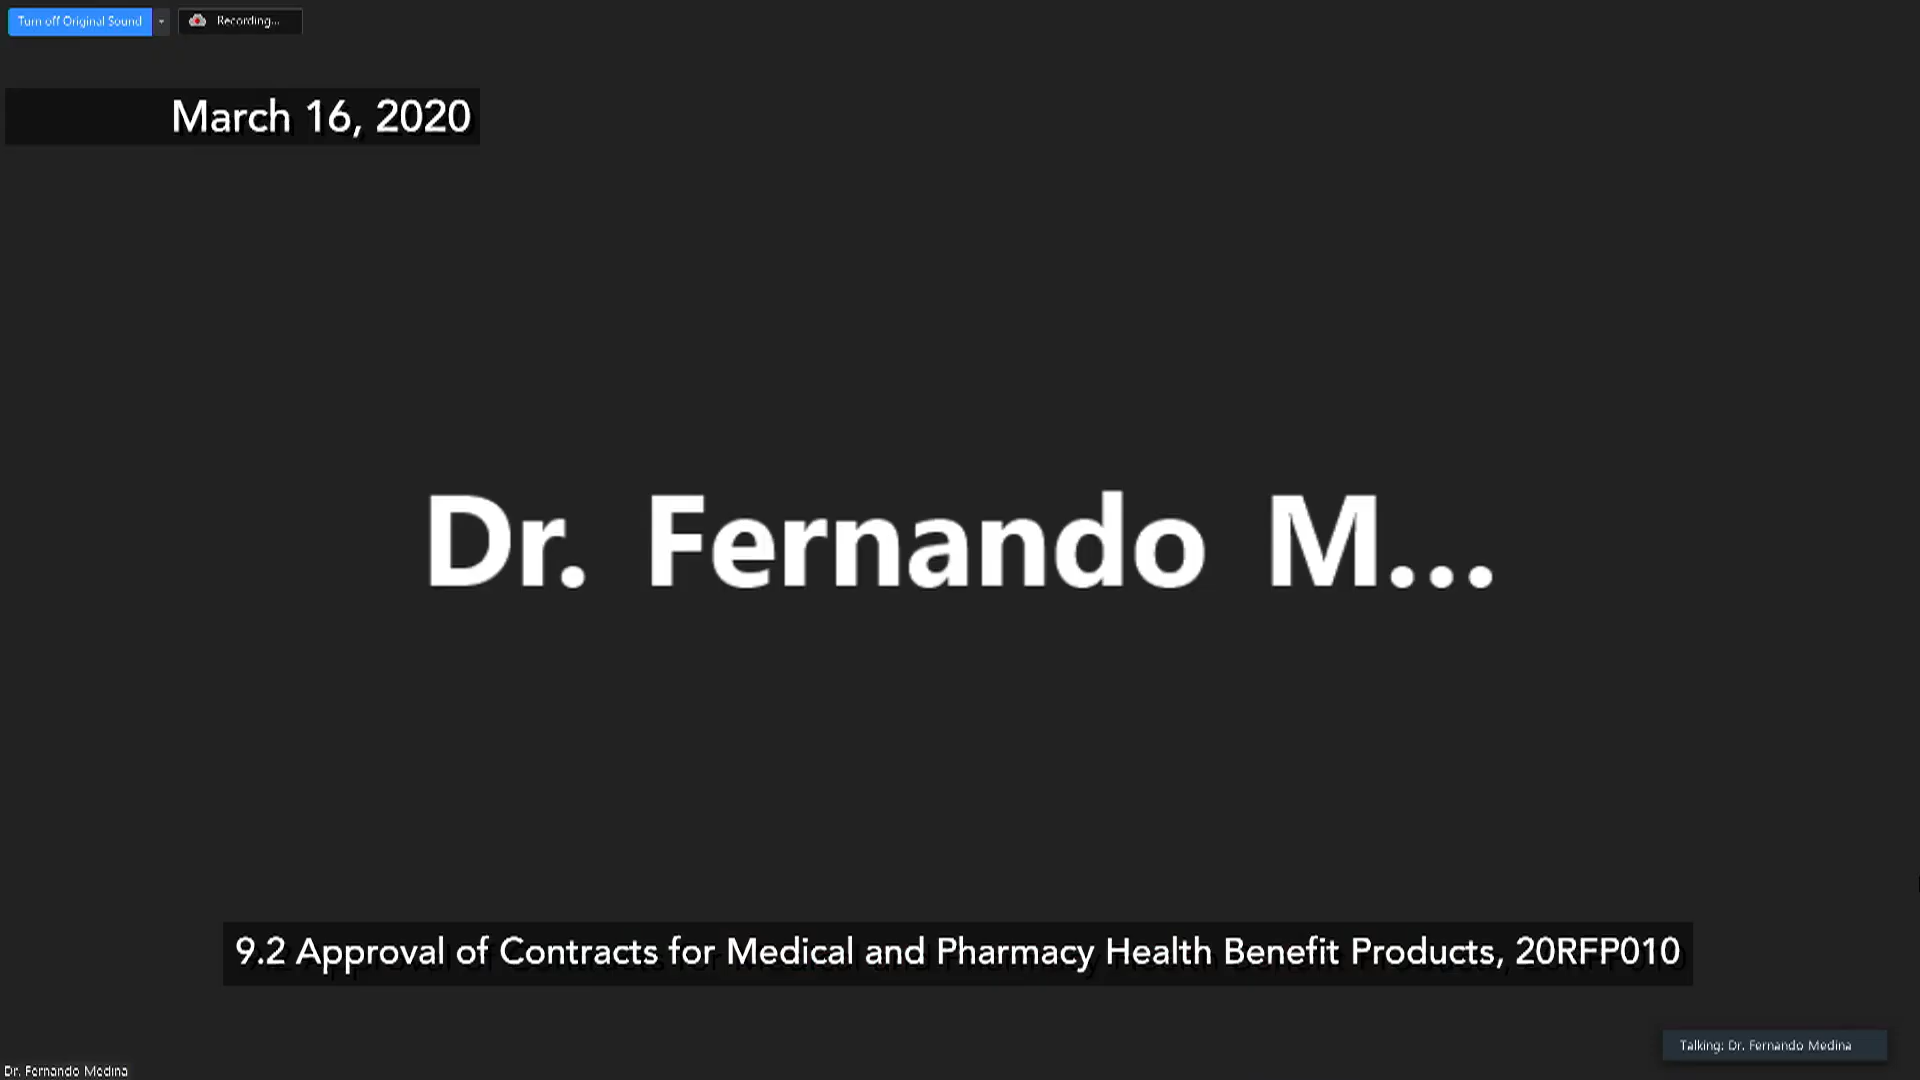 Turn off Original Sound
Recording...
March 16, 2020
Dr. Fernando M...
9.2 Approval of Contracts for Medical and Pharmacy Health Benefit Products, 20RFP010
Talking: Dr. Fernando Medina
Dr. Fernando Medina